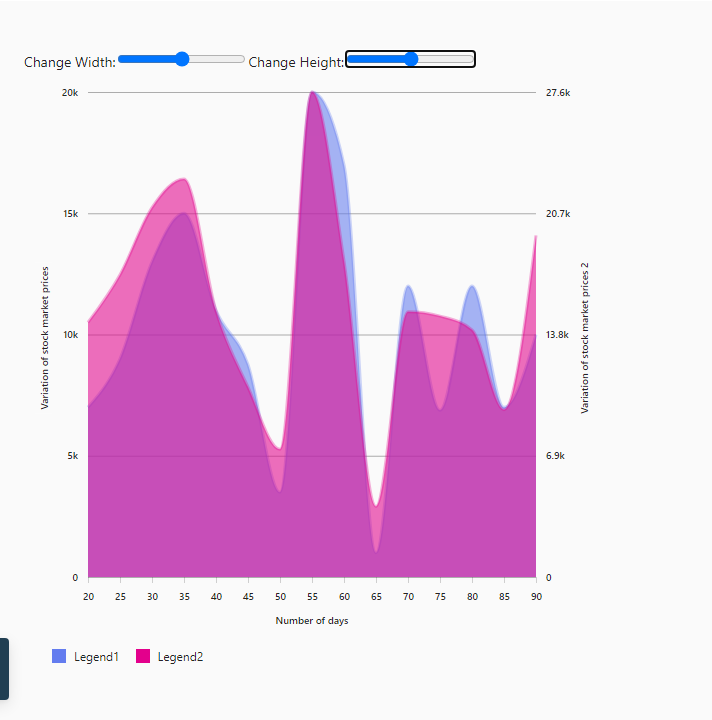 Change Width: Change Height:
20k 27.6k
15k 20.7k
10k 13.8k
5k 6.9k
0 0
Variation of stock market prices
Variation of stock market prices 2
20 25 30 35 40 45 50 55 60 65 70 75 80 85 90
Number of days
Legend1 Legend2